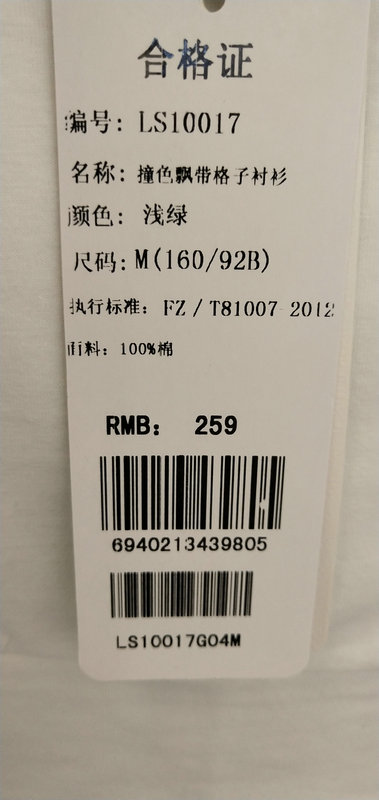 合格证
编号: LS10017
名称: 撞色飘带格子衬衫
颜色: 浅绿
尺码: M(160/92B)
执行标准: FZ/T81007-2012
面料: 100%棉
RMB: 259
6940213439805
LS10017G04M